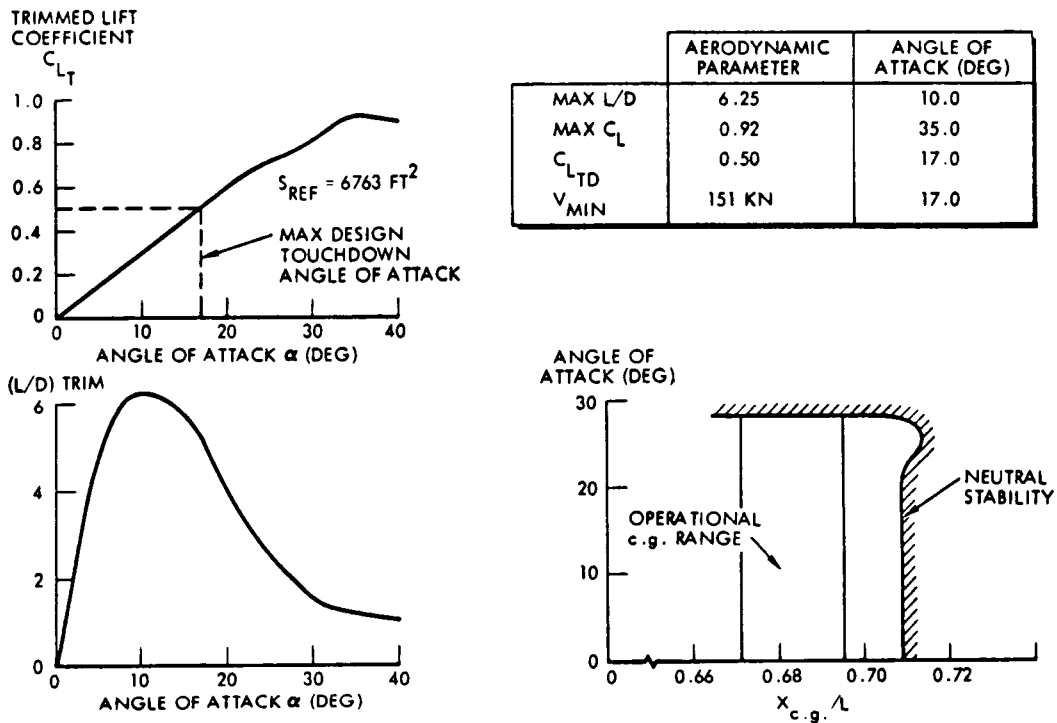 TRIMMED LIFT
COEFFICIENT
C_L_T
1.0
0.8
0.6
0.4
0.2
0
S_REF = 6763 FT²
MAX DESIGN
TOUCHDOWN
ANGLE OF ATTACK
0 10 20 30 40
ANGLE OF ATTACK α (DEG)
AERODYNAMIC PARAMETER ANGLE OF ATTACK (DEG)
MAX L/D 6.25 10.0
MAX C_L 0.92 35.0
C_L_TD 0.50 17.0
V_MIN 151 KN 17.0
(L/D) TRIM
6
4
2
0
0 10 20 30 40
ANGLE OF ATTACK α (DEG)
ANGLE OF
ATTACK (DEG)
30
20
10
0
OPERATIONAL
c.g. RANGE
NEUTRAL
STABILITY
0 0.66 0.68 0.70 0.72
X_c.g./L